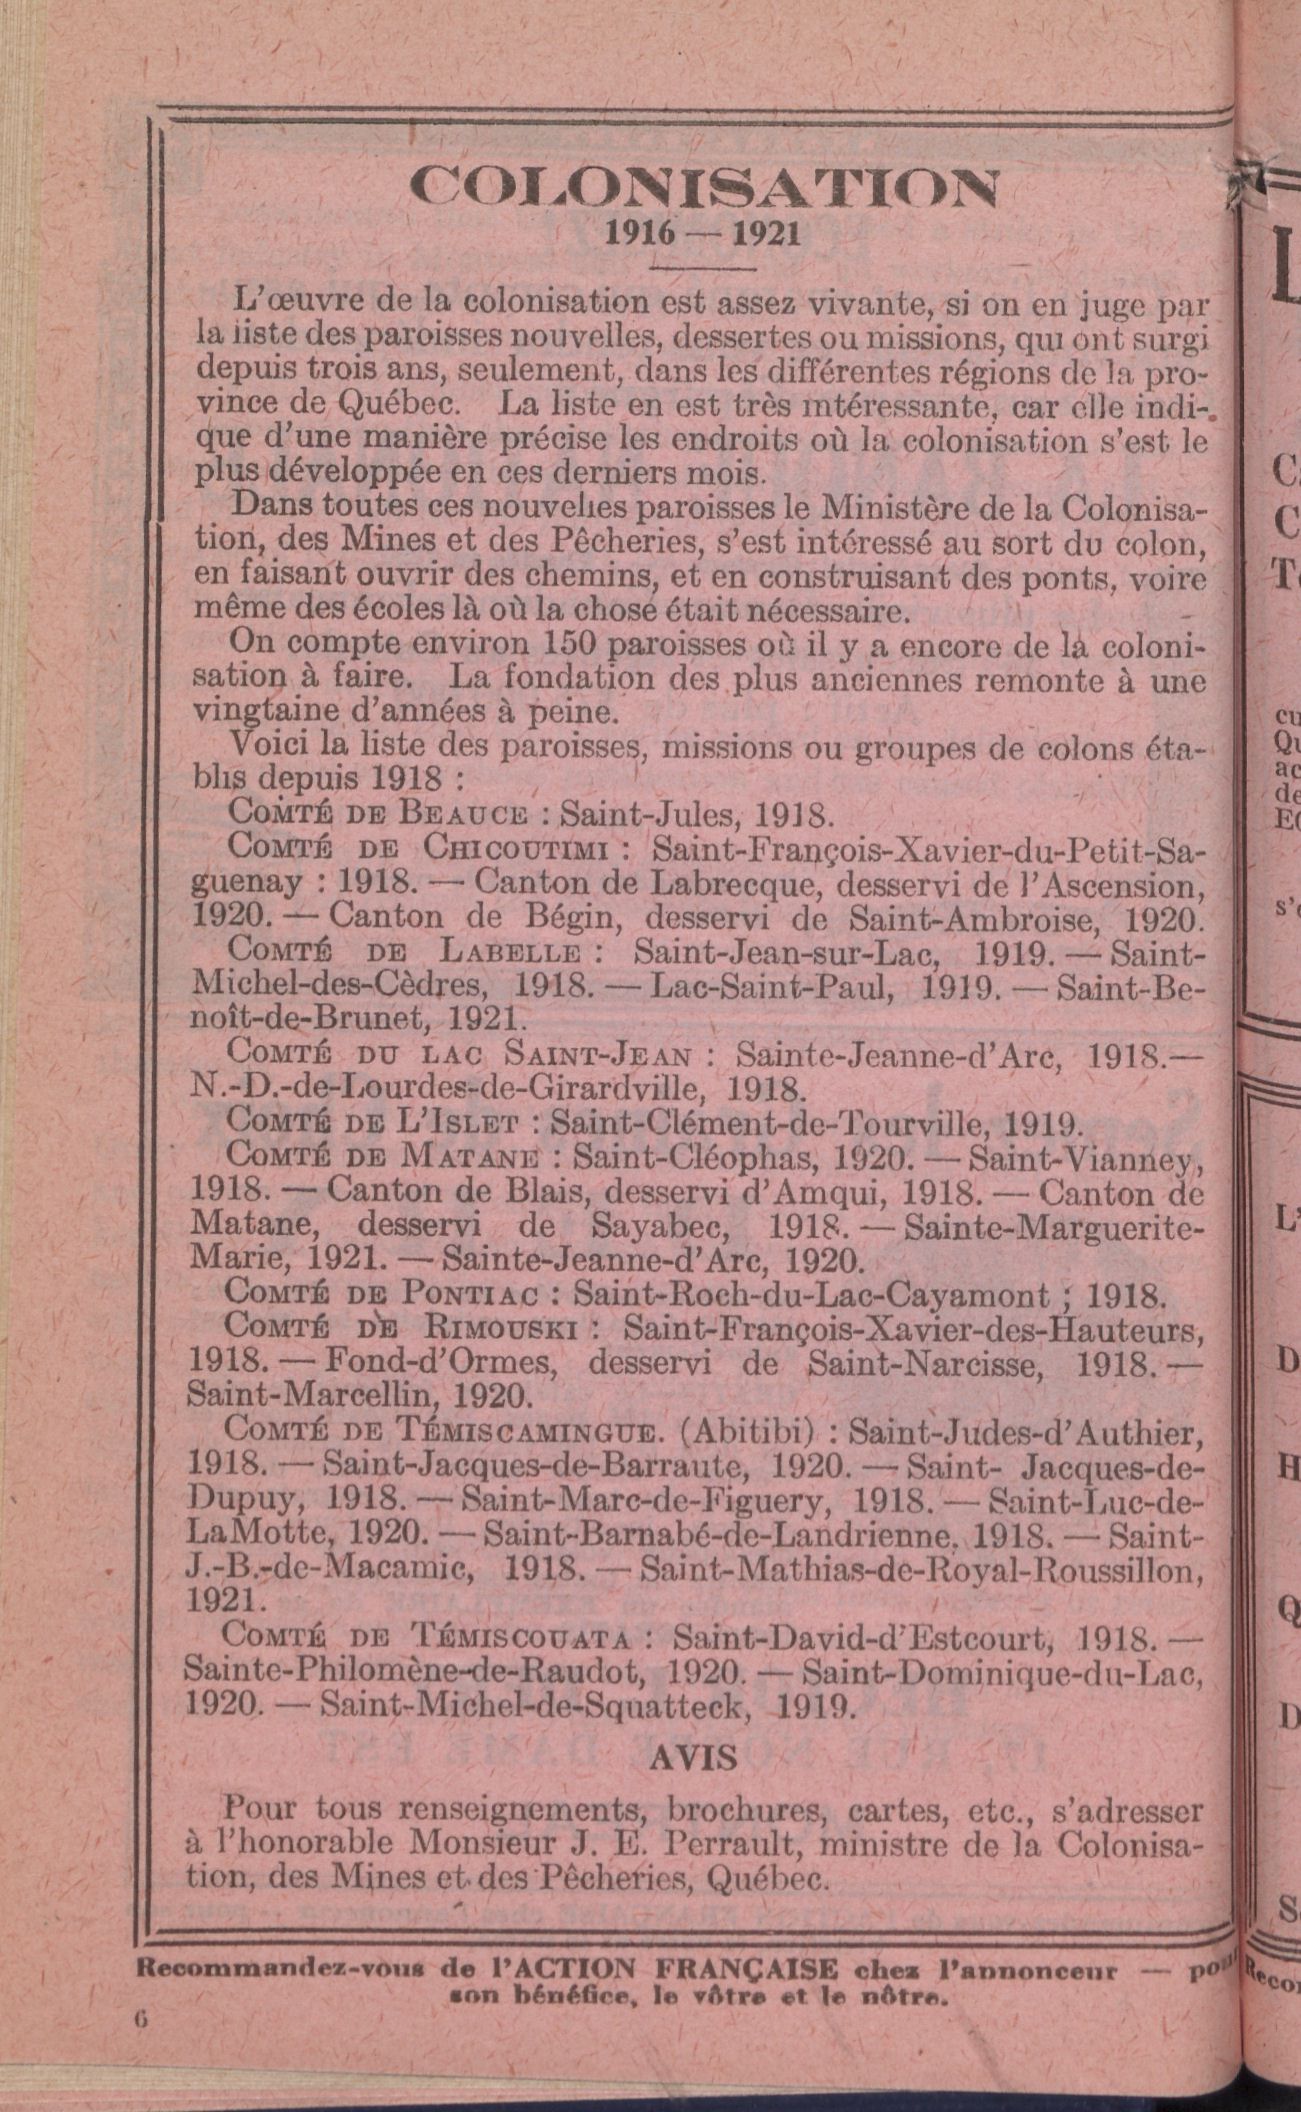 COLONISATION
1916 — 1921
L'œuvre de la colonisation est assez vivante, si on en juge par
la liste des paroisses nouvelles, dessertes ou missions, qui ont surgi
depuis trois ans, seulement, dans les différentes régions de la pro-
vince de Québec. La liste en est très intéressante, car elle indi-
que d'une manière précise les endroits où la colonisation s'est le
plus développée en ces derniers mois.
Dans toutes ces nouvelles paroisses le Ministère de la Colonisa-
tion, des Mines et des Pêcheries, s'est intéressé au sort du colon,
en faisant ouvrir des chemins, et en construisant des ponts, voire
même des écoles là où la chose était nécessaire.
On compte environ 150 paroisses où il y a encore de la coloni-
sation à faire. La fondation des plus anciennes remonte à une
vingtaine d'années à peine.
Voici la liste des paroisses, missions ou groupes de colons éta-
blis depuis 1918 :
COMTÉ DE BEAUCE : Saint-Jules, 1918.
COMTÉ DE CHICOUTIMI : Saint-François-Xavier-du-Petit-Sa-
guenay : 1918. — Canton de Labrecque, desservi de l'Ascension,
1920. — Canton de Bégin, desservi de Saint-Ambroise, 1920.
COMTÉ DE LABELLE : Saint-Jean-sur-Lac, 1919. — Saint-
Michel-des-Cèdres, 1918. — Lac-Saint-Paul, 1919. — Saint-Be-
noît-de-Brunet, 1921.
COMTÉ DU LAC SAINT-JEAN : Sainte-Jeanne-d'Arc, 1918.—
N.-D.-de-Lourdes-de-Girardville, 1918.
COMTÉ DE L'ISLET : Saint-Clément-de-Tourville, 1919.
COMTÉ DE MATANE : Saint-Cléophas, 1920. — Saint-Vianney,
1918. — Canton de Blais, desservi d'Amqui, 1918. — Canton de
Matane, desservi de Sayabec, 1918. — Sainte-Marguerite-
Marie, 1921. — Sainte-Jeanne-d'Arc, 1920.
COMTÉ DE PONTIAC : Saint-Roch-du-Lac-Cayamont ; 1918.
COMTÉ DE RIMOUSKI : Saint-François-Xavier-des-Hauteurs,
1918. — Fond-d'Ormes, desservi de Saint-Narcisse, 1918. —
Saint-Marcellin, 1920.
COMTÉ DE TÉMISCAMINGUE. (Abitibi) : Saint-Judes-d'Authier,
1918. — Saint-Jacques-de-Barraute, 1920. — Saint- Jacques-de-
Dupuy, 1918. — Saint-Marc-de-Figuery, 1918. — Saint-Luc-de-
LaMotte, 1920. — Saint-Barnabé-de-Landrienne, 1918. — Saint-
J.-B.-de-Macamic, 1918. — Saint-Mathias-de-Royal-Roussillon,
1921.
COMTÉ DE TÉMISCOUATA : Saint-David-d'Estcourt, 1918. —
Sainte-Philomène-de-Raudot, 1920. — Saint-Dominique-du-Lac,
1920. — Saint-Michel-de-Squatteck, 1919.
AVIS
Pour tous renseignements, brochures, cartes, etc., s'adresser
à l'honorable Monsieur J. E. Perrault, ministre de la Colonisa-
tion, des Mines et des Pêcheries, Québec.
Recommandez-vous de l'ACTION FRANÇAISE chez l'annonceur — pour
son bénéfice, le vôtre et le nôtre.
6